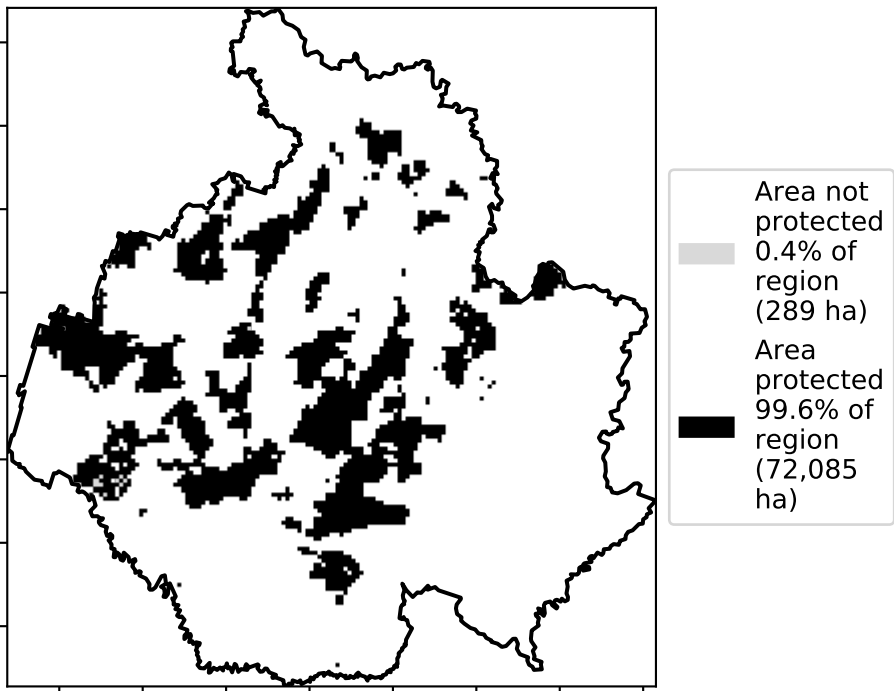 Area not
protected
0.4% of
region
(289 ha)
Area
protected
99.6% of
region
(72,085
ha)